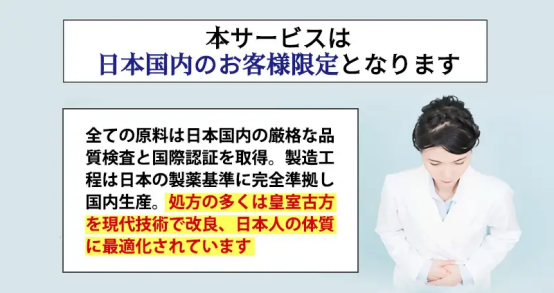 本サービスは
日本国内のお客様限定となります
全ての原料は日本国内の厳格な品
質検査と国際認証を取得。製造工
程は日本の製薬基準に完全準拠し
国内生産。処方の多くは皇室古方
を現代技術で改良、日本人の体質
に最適化されています